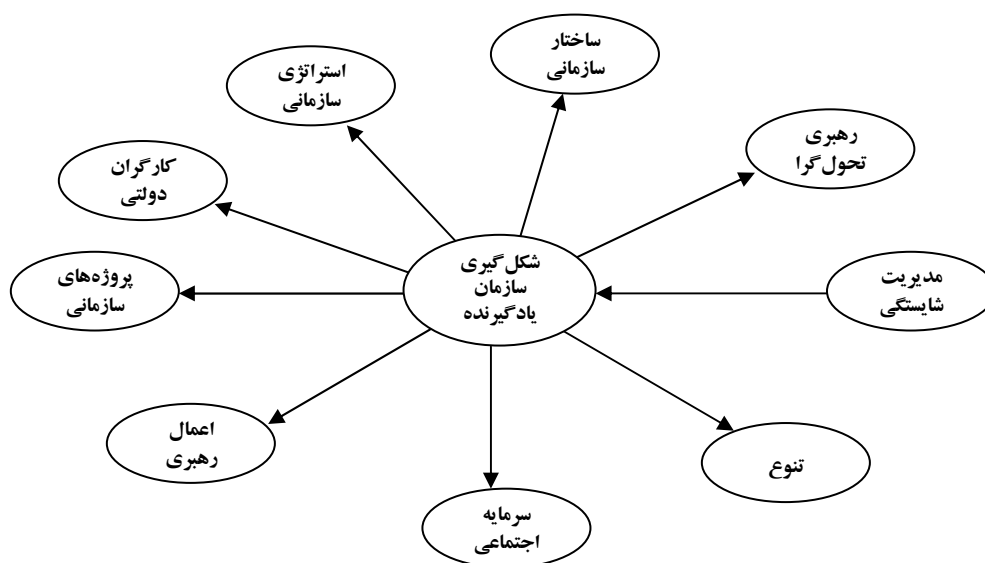 ساختار
سازمانی
استراتژی
سازمانی
رهبری
تحول‌گرا
کارگران
دولتی
شکل‌گیری
سازمان
یادگیرنده
پروژه‌های
سازمانی
مدیریت
شایستگی
اعمال
رهبری
تنوع
سرمایه
اجتماعی